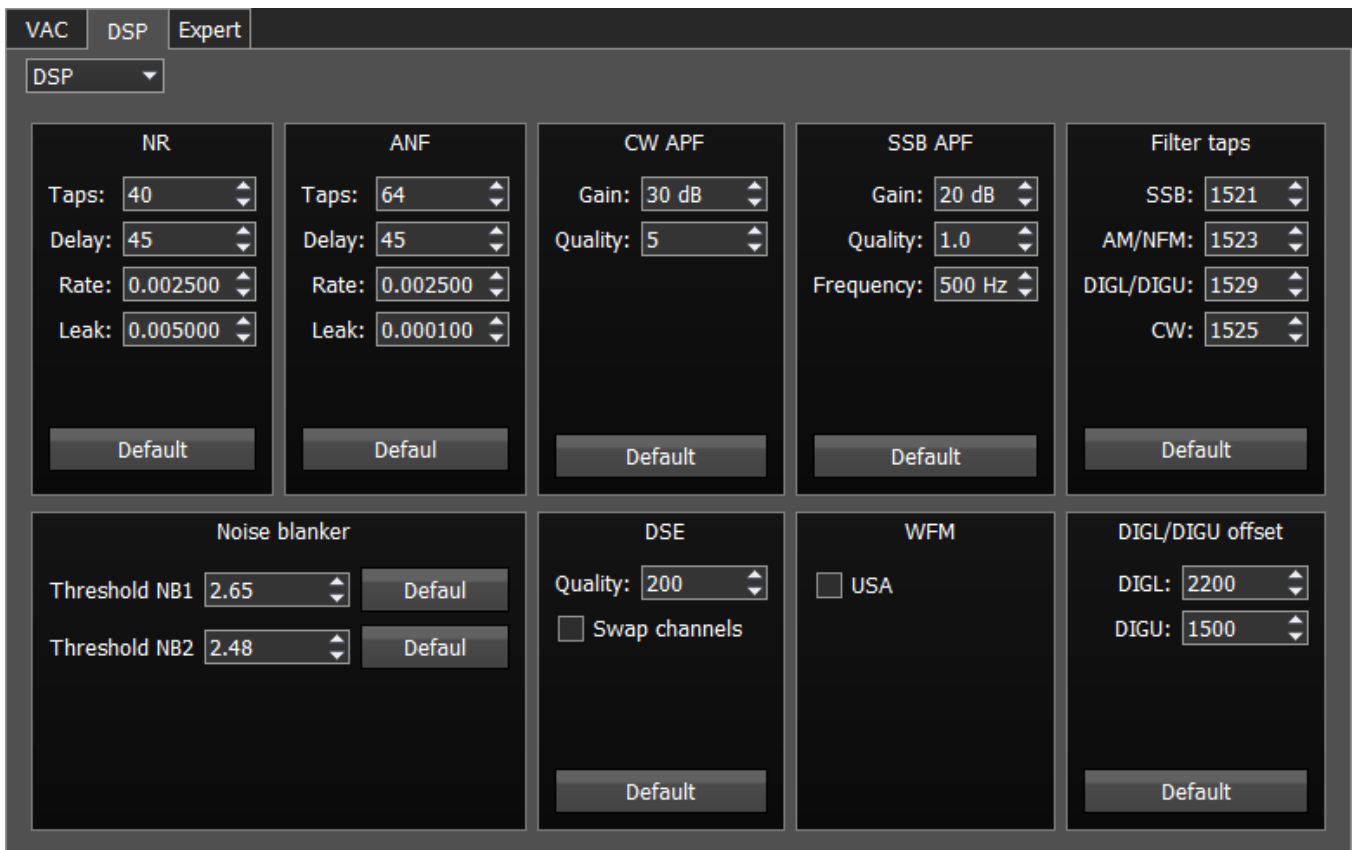 VAC DSP Expert
DSP
NR
Taps: 40
Delay: 45
Rate: 0.002500
Leak: 0.005000
Default
ANF
Taps: 64
Delay: 45
Rate: 0.002500
Leak: 0.000100
Defaul
CW APF
Gain: 30 dB
Quality: 5
Default
SSB APF
Gain: 20 dB
Quality: 1.0
Frequency: 500 Hz
Default
Filter taps
SSB: 1521
AM/NFM: 1523
DIGL/DIGU: 1529
CW: 1525
Default
Noise blanker
Threshold NB1 2.65 Defaul
Threshold NB2 2.48 Defaul
DSE
Quality: 200
Swap channels
Default
WFM
USA
DIGL/DIGU offset
DIGL: 2200
DIGU: 1500
Default